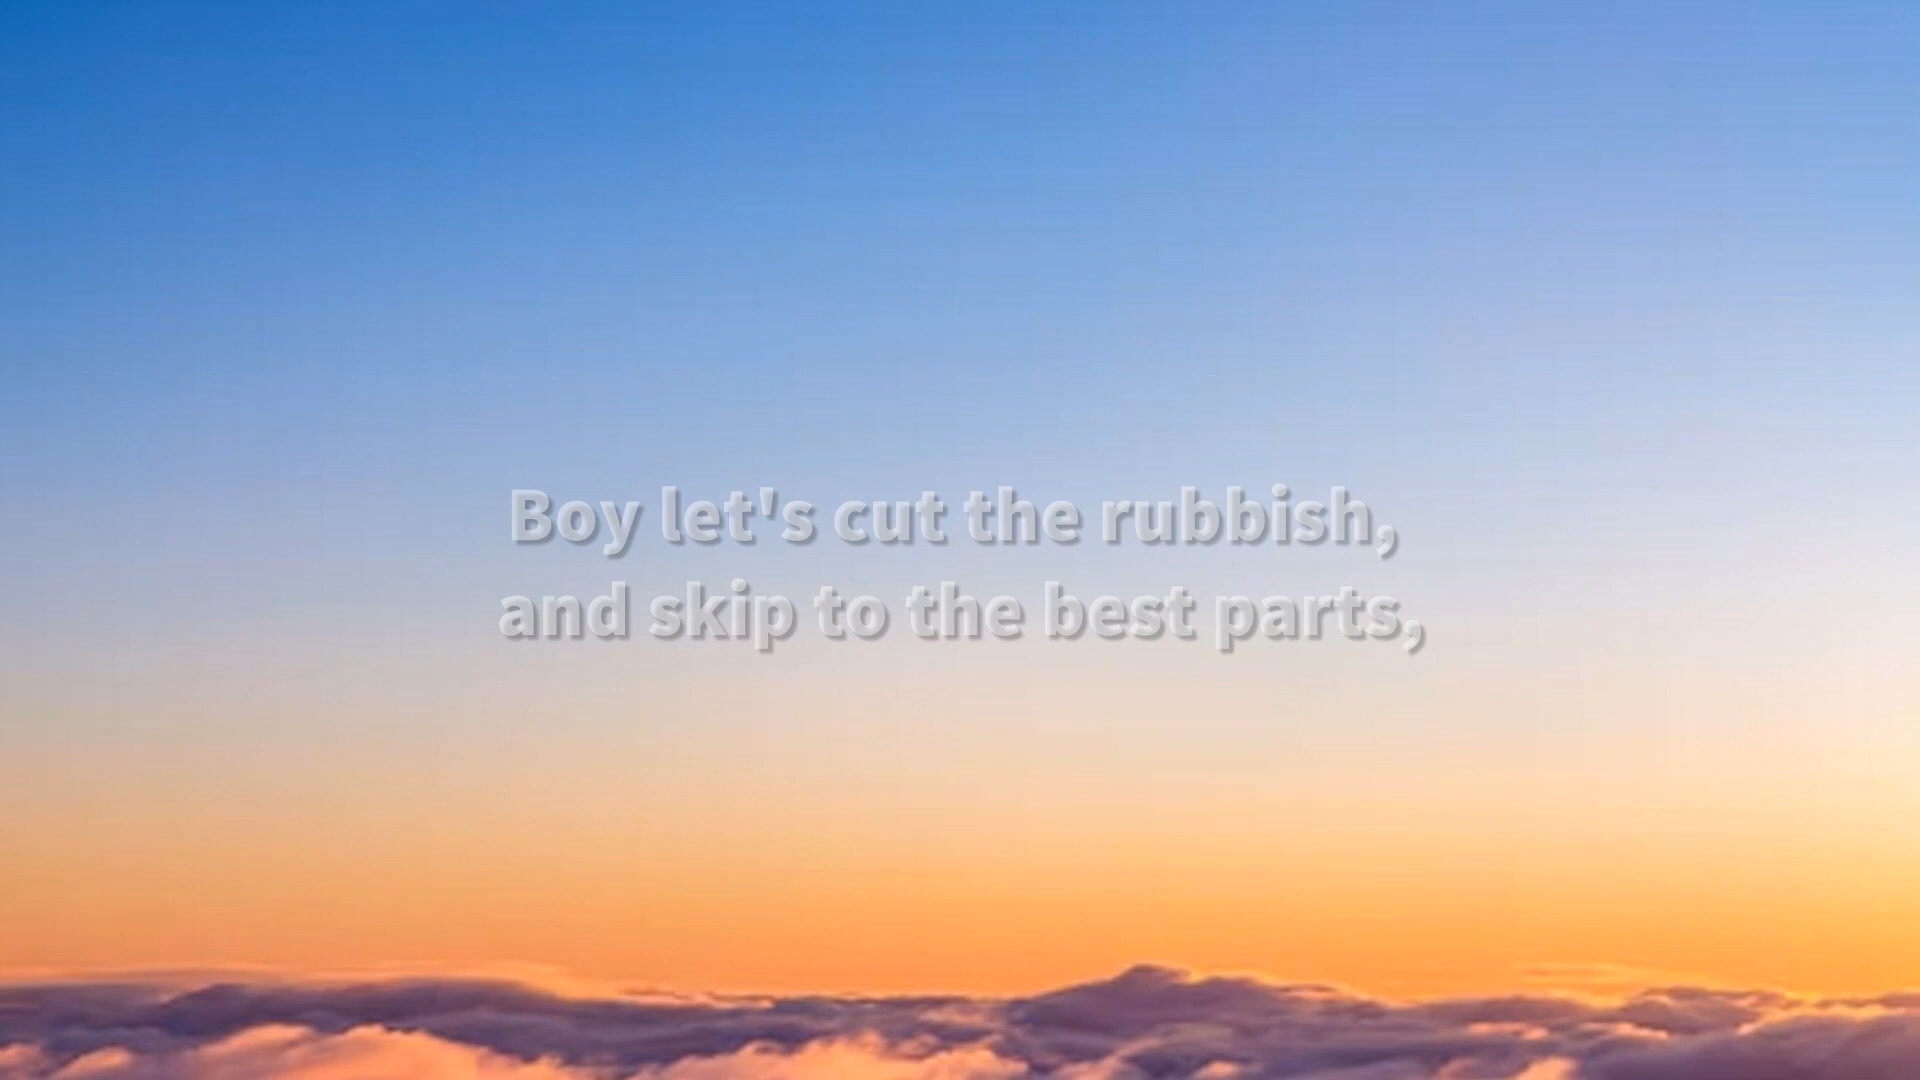 Boy let's cut the rubbish,
and skip to the best parts,